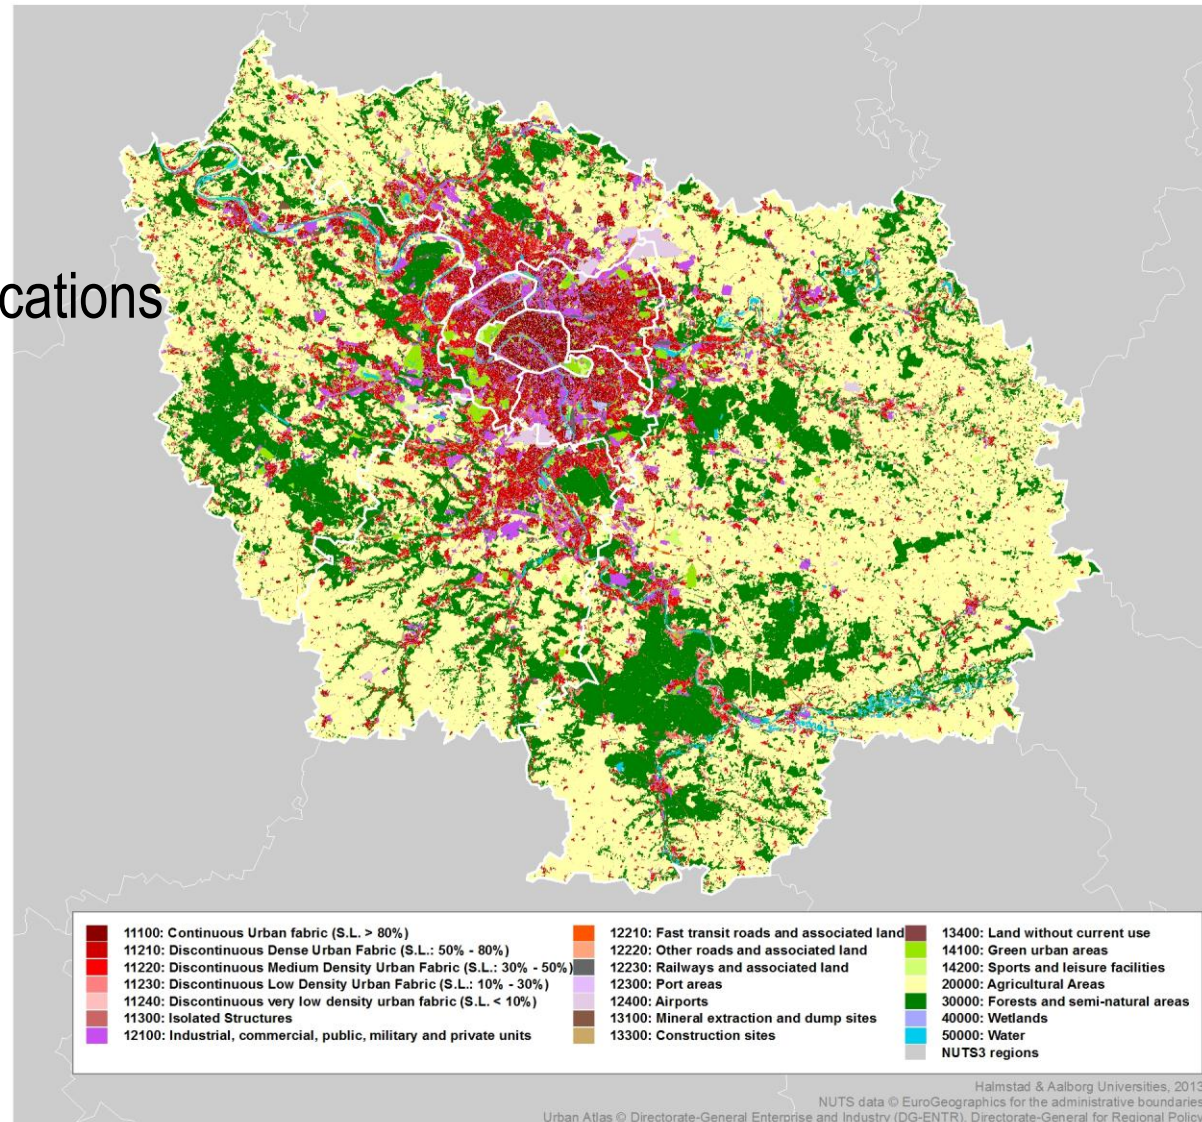 cations
11100: Continuous Urban fabric (S.L. > 80%)
11210: Discontinuous Dense Urban Fabric (S.L.: 50% - 80%)
11220: Discontinuous Medium Density Urban Fabric (S.L.: 30% - 50%)
11230: Discontinuous Low Density Urban Fabric (S.L.: 10% - 30%)
11240: Discontinuous very low density urban fabric (S.L. < 10%)
11300: Isolated Structures
12100: Industrial, commercial, public, military and private units
12210: Fast transit roads and associated land
12220: Other roads and associated land
12230: Railways and associated land
12300: Port areas
12400: Airports
13100: Mineral extraction and dump sites
13300: Construction sites
13400: Land without current use
14100: Green urban areas
14200: Sports and leisure facilities
20000: Agricultural Areas
30000: Forests and semi-natural areas
40000: Wetlands
50000: Water
NUTS3 regions
Halmstad & Aalborg Universities, 2013
NUTS data © EuroGeographics for the administrative boundaries
Urban Atlas © Directorate-General Enterprise and Industry (DG-ENTR), Directorate-General for Regional Policy